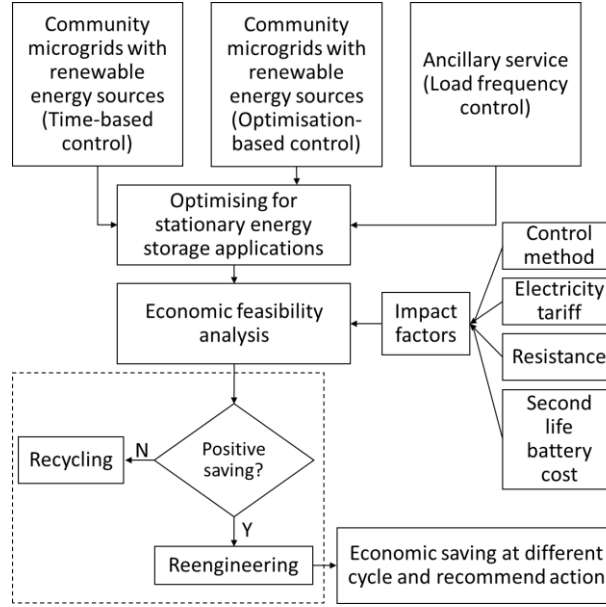 Community
microgrids with
renewable
energy sources
(Time-based
control)
Community
microgrids with
renewable
energy sources
(Optimisation-
based control)
Ancillary service
(Load frequency
control)
Optimising for
stationary energy
storage applications
Control
method
Electricity
tariff
Economic feasibility
analysis
Impact
factors
Resistance
Second
life
battery
cost
Positive
saving?
N
Recycling
Y
Reengineering
Economic saving at different
cycle and recommend action